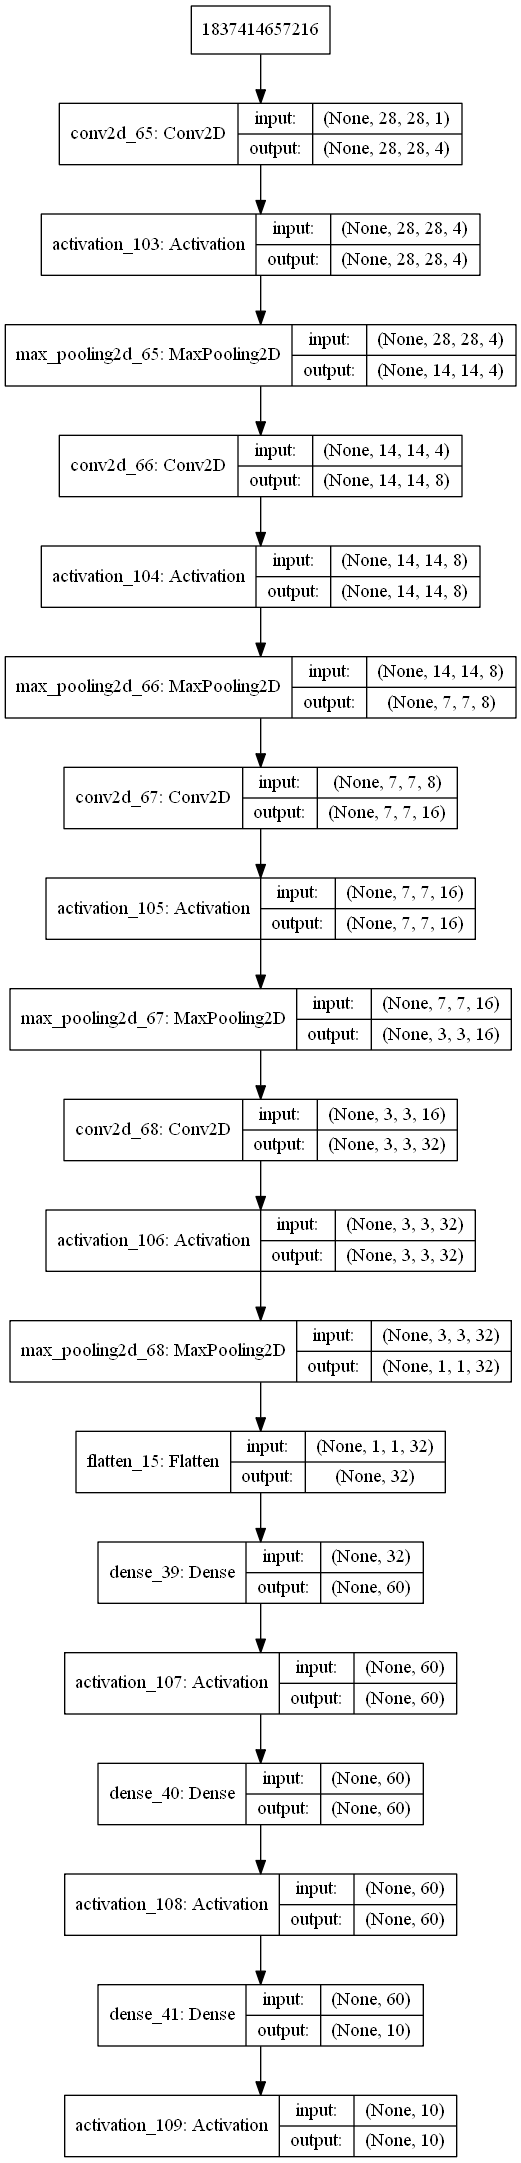 1837414657216
conv2d_65: Conv2D
input: (None, 28, 28, 1)
output: (None, 28, 28, 4)
activation_103: Activation
input: (None, 28, 28, 4)
output: (None, 28, 28, 4)
max_pooling2d_65: MaxPooling2D
input: (None, 28, 28, 4)
output: (None, 14, 14, 4)
conv2d_66: Conv2D
input: (None, 14, 14, 4)
output: (None, 14, 14, 8)
activation_104: Activation
input: (None, 14, 14, 8)
output: (None, 14, 14, 8)
max_pooling2d_66: MaxPooling2D
input: (None, 14, 14, 8)
output: (None, 7, 7, 8)
conv2d_67: Conv2D
input: (None, 7, 7, 8)
output: (None, 7, 7, 16)
activation_105: Activation
input: (None, 7, 7, 16)
output: (None, 7, 7, 16)
max_pooling2d_67: MaxPooling2D
input: (None, 7, 7, 16)
output: (None, 3, 3, 16)
conv2d_68: Conv2D
input: (None, 3, 3, 16)
output: (None, 3, 3, 32)
activation_106: Activation
input: (None, 3, 3, 32)
output: (None, 3, 3, 32)
max_pooling2d_68: MaxPooling2D
input: (None, 3, 3, 32)
output: (None, 1, 1, 32)
flatten_15: Flatten
input: (None, 1, 1, 32)
output: (None, 32)
dense_39: Dense
input: (None, 32)
output: (None, 60)
activation_107: Activation
input: (None, 60)
output: (None, 60)
dense_40: Dense
input: (None, 60)
output: (None, 60)
activation_108: Activation
input: (None, 60)
output: (None, 60)
dense_41: Dense
input: (None, 60)
output: (None, 10)
activation_109: Activation
input: (None, 10)
output: (None, 10)